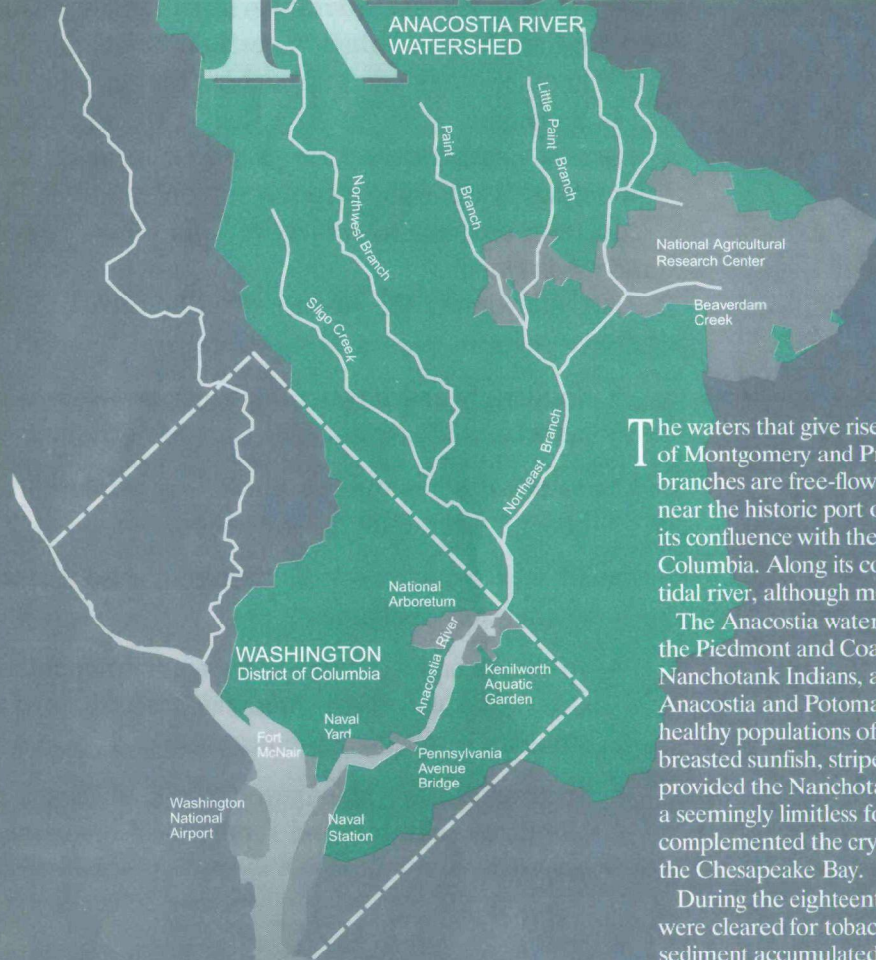 R
ANACOSTIA RIVER
WATERSHED
Paint
Branch
Little Paint Branch
Northwest Branch
Sligo Creek
National Agricultural
Research Center
Beaverdam
Creek
Northeast Branch
National
Arboretum
WASHINGTON
District of Columbia
Anacostia River
Kenilworth
Aquatic
Garden
Naval
Yard
Fort
McNair
Pennsylvania
Avenue
Bridge
Washington
National
Airport
Naval
Station
The waters that give rise
of Montgomery and P
branches are free-flow
near the historic port
its confluence with the
Columbia. Along its co
tidal river, although m
The Anacostia water
the Piedmont and Coa
Nanchotank Indians, a
Anacostia and Potoma
healthy populations of
breasted sunfish, stripe
provided the Nanchota
a seemingly limitless fo
complemented the cry
the Chesapeake Bay.
During the eighteent
were cleared for tobac
sediment accumulated